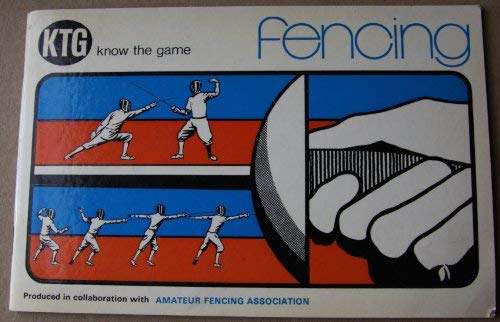 KTG know the game
fencing
Produced in collaboration with AMATEUR FENCING ASSOCIATION